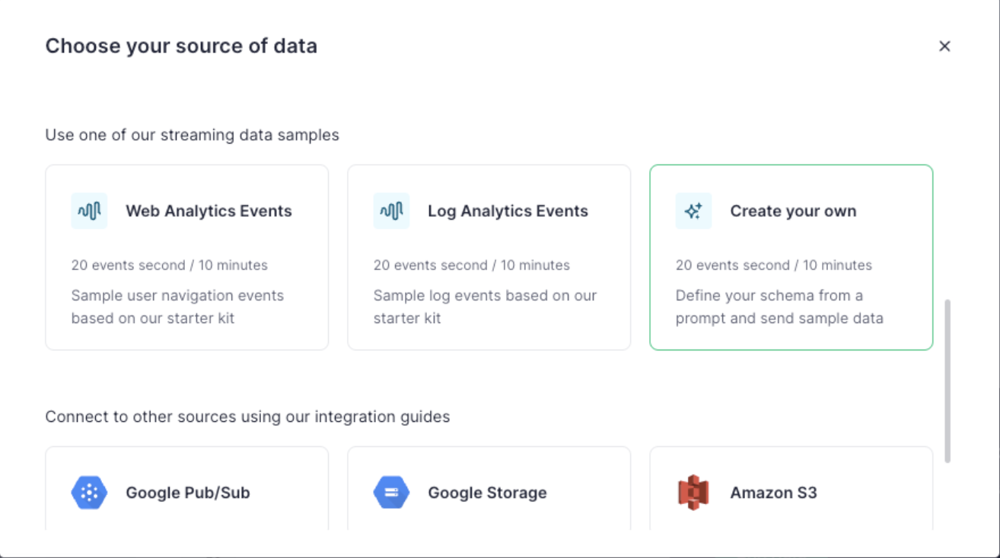 Choose your source of data
Use one of our streaming data samples
Web Analytics Events
20 events second / 10 minutes
Sample user navigation events
based on our starter kit
Log Analytics Events
20 events second / 10 minutes
Sample log events based on our
starter kit
Create your own
20 events second / 10 minutes
Define your schema from a
prompt and send sample data
Connect to other sources using our integration guides
Google Pub/Sub
Google Storage
Amazon S3